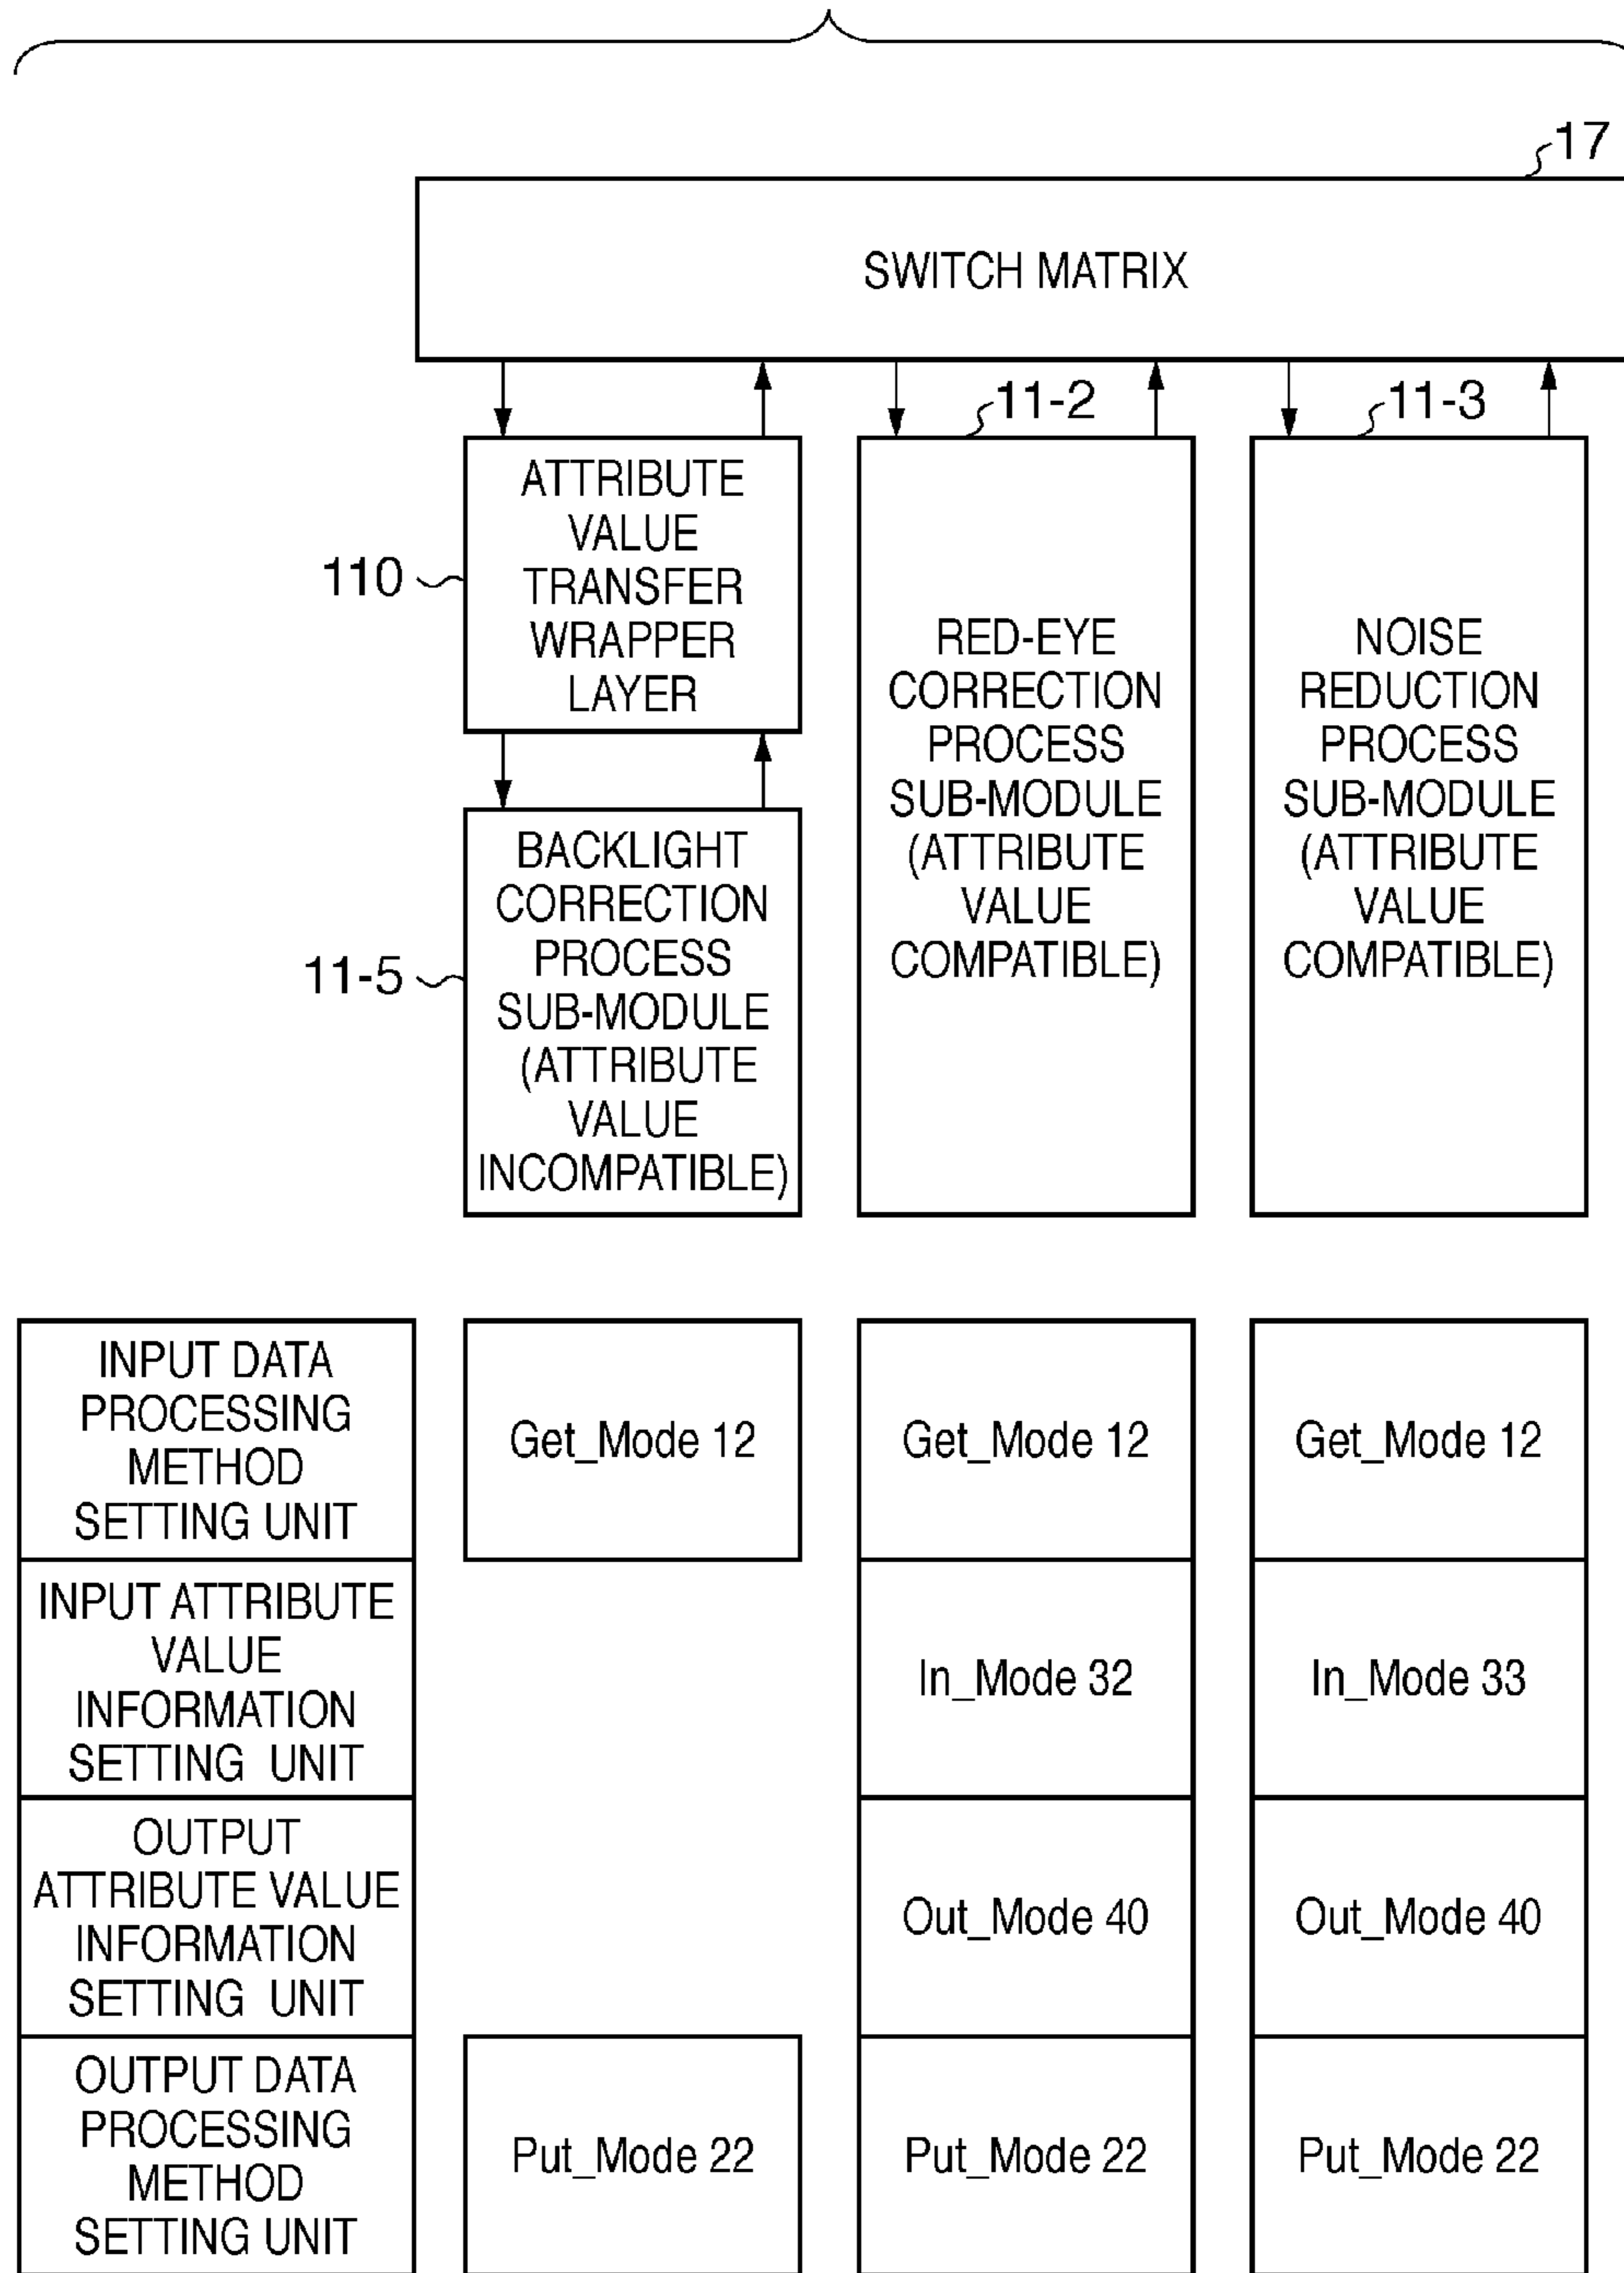 17
SWITCH MATRIX
110
ATTRIBUTE
VALUE
TRANSFER
WRAPPER
LAYER
11-5
BACKLIGHT
CORRECTION
PROCESS
SUB-MODULE
(ATTRIBUTE
VALUE
INCOMPATIBLE)
11-2
RED-EYE
CORRECTION
PROCESS
SUB-MODULE
(ATTRIBUTE
VALUE
COMPATIBLE)
11-3
NOISE
REDUCTION
PROCESS
SUB-MODULE
(ATTRIBUTE
VALUE
COMPATIBLE)
INPUT DATA
PROCESSING
METHOD
SETTING UNIT
Get_Mode 12
Get_Mode 12
Get_Mode 12
INPUT ATTRIBUTE
VALUE
INFORMATION
SETTING UNIT
In_Mode 32
In_Mode 33
OUTPUT
ATTRIBUTE VALUE
INFORMATION
SETTING UNIT
Out_Mode 40
Out_Mode 40
OUTPUT DATA
PROCESSING
METHOD
SETTING UNIT
Put_Mode 22
Put_Mode 22
Put_Mode 22